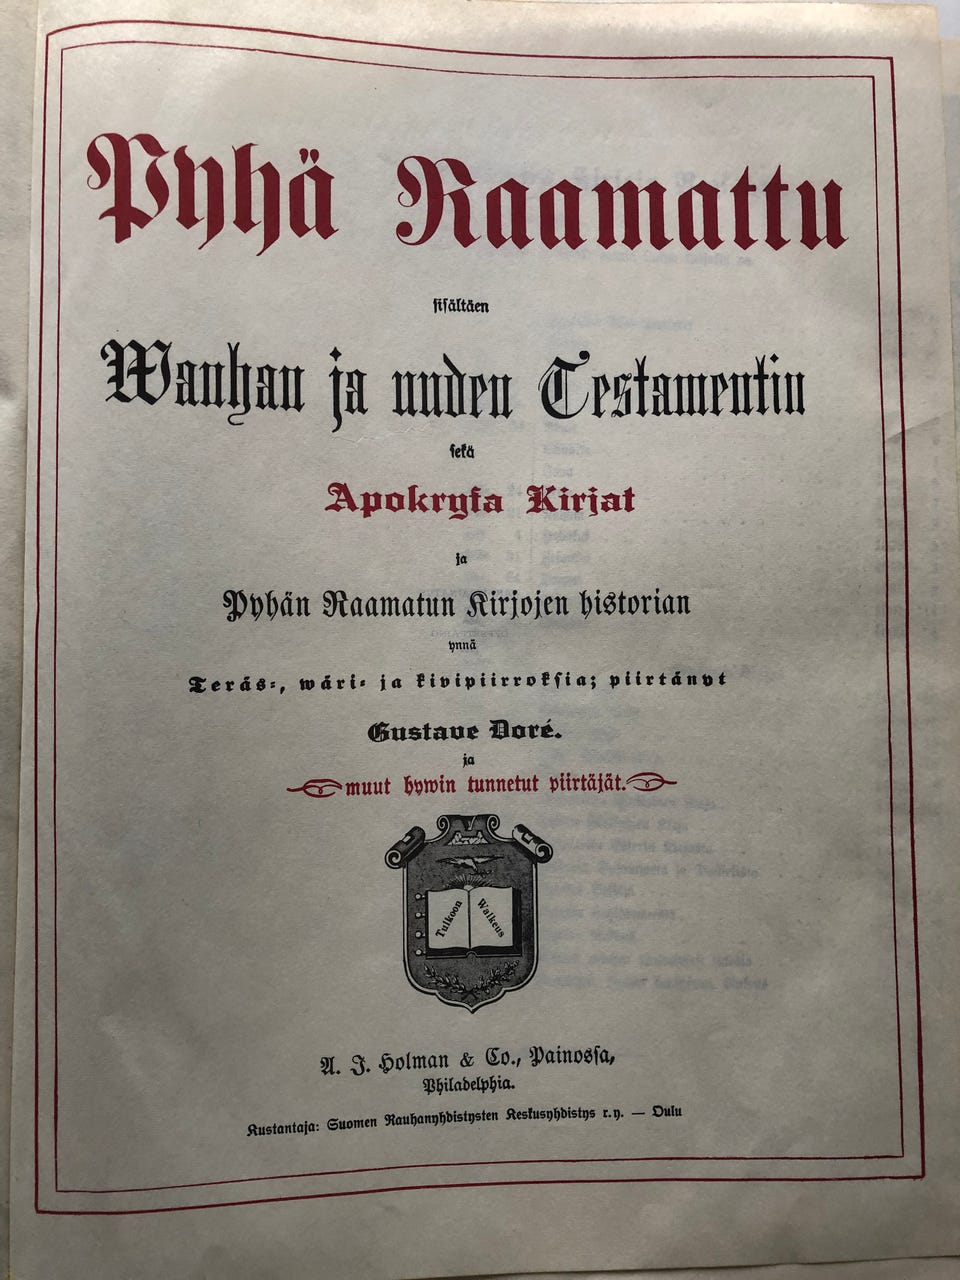 Pyhä Raamattu
sisältäen
Wanhan ja uuden Testamentin
sekä
Apokryfa Kirjat
ja
Pyhän Raamatun Kirjojen historian
ynnä
Teräs-, wäri- ja kivipiirroksia; piirtänyt
Gustave Doré.
ja
muut hywin tunnetut piirtäjät.
Tulkoon Walkeus
A. J. Holman & Co., Painossa,
Philadelphia.
Kustantaja: Suomen Rauhanyhdistysten Keskusyhdistys r.y. — Oulu